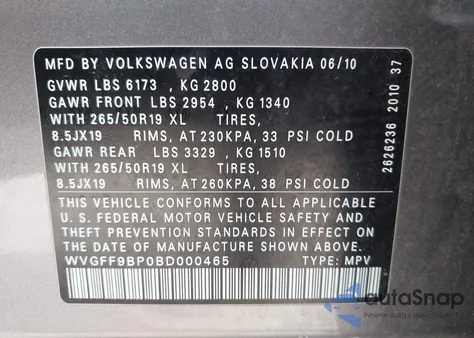 MFD BY VOLKSWAGEN AG SLOVAKIA 06/10
GVWR LBS 6173 , KG 2800
GAWR FRONT LBS 2954 , KG 1340
WITH 265/50R19 XL TIRES,
8.5JX19 RIMS, AT 230KPA, 33 PSI COLD
GAWR REAR LBS 3329 , KG 1510
WITH 265/50R19 XL TIRES,
8.5JX19 RIMS, AT 260KPA, 38 PSI COLD
THIS VEHICLE CONFORMS TO ALL APPLICABLE
U.S. FEDERAL MOTOR VEHICLE SAFETY AND
THEFT PREVENTION STANDARDS IN EFFECT
ON THE DATE OF MANUFACTURE SHOWN ABOVE
WVGFF9BP0BD000465 TYPE: MPV
2626236 2010 37
autoSnap